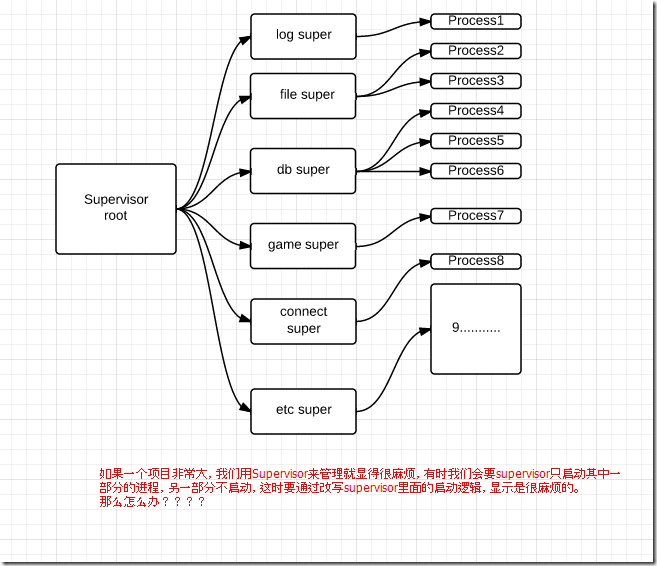 log super
Process1
Process2
file super
Process3
Process4
Process5
db super
Process6
Supervisor
root
Process7
game super
Process8
connect
super
9...........
etc super
如果一个项目非常大, 我们用Supervisor来管理就显得很麻烦, 有时我们会要supervisor只启动其中一
部分的进程, 另一部分不启动, 这时要通过改写supervisor里面的启动逻辑, 显示是很麻烦的。
那么怎么办？？？？